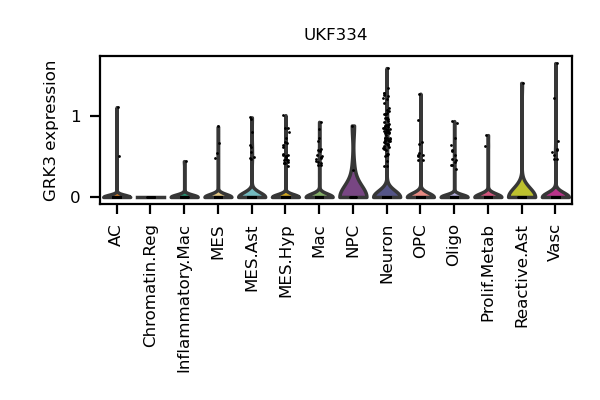 UKF334
GRK3 expression
1
0
AC
Chromatin.Reg
Inflammatory.Mac
MES
MES.Ast
MES.Hyp
Mac
NPC
Neuron
OPC
Oligo
Prolif.Metab
Reactive.Ast
Vasc